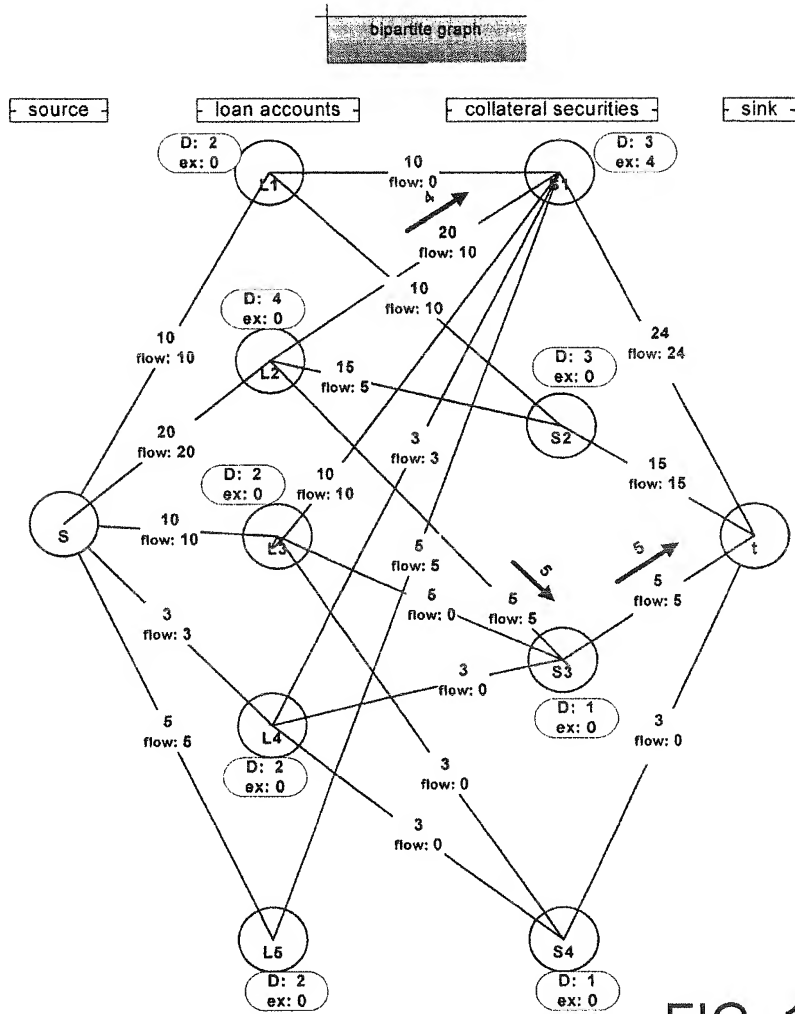 bipartite graph
source
loan accounts
collateral securities
sink
D: 2
ex: 0
L1
10
flow: 0
S1
D: 3
ex: 4
4
20
flow: 10
10
flow: 10
D: 4
ex: 0
L2
10
flow: 10
24
flow: 24
15
flow: 5
D: 3
ex: 0
S2
20
flow: 20
3
flow: 3
15
flow: 15
D: 2
ex: 0
10
flow: 10
S
10
flow: 10
L3
t
5
flow: 5
5
5
5
flow: 5
5
flow: 0
5
flow: 5
3
flow: 3
3
flow: 0
S3
D: 1
ex: 0
L4
D: 2
ex: 0
5
flow: 5
3
flow: 0
3
flow: 0
3
flow: 0
L5
D: 2
ex: 0
S4
D: 1
ex: 0